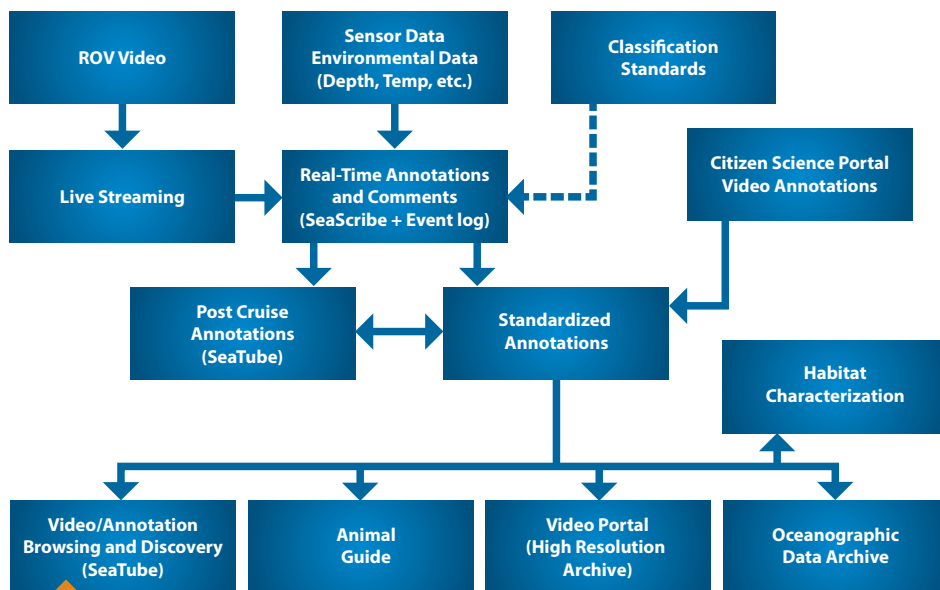 ROV Video
Sensor Data
Environmental Data
(Depth, Temp, etc.)
Classification
Standards
Live Streaming
Real-Time Annotations
and Comments
(SeaScribe + Event log)
Citizen Science Portal
Video Annotations
Post Cruise
Annotations
(SeaTube)
Standardized
Annotations
Habitat
Characterization
Video/Annotation
Browsing and Discovery
(SeaTube)
Animal
Guide
Video Portal
(High Resolution
Archive)
Oceanographic
Data Archive